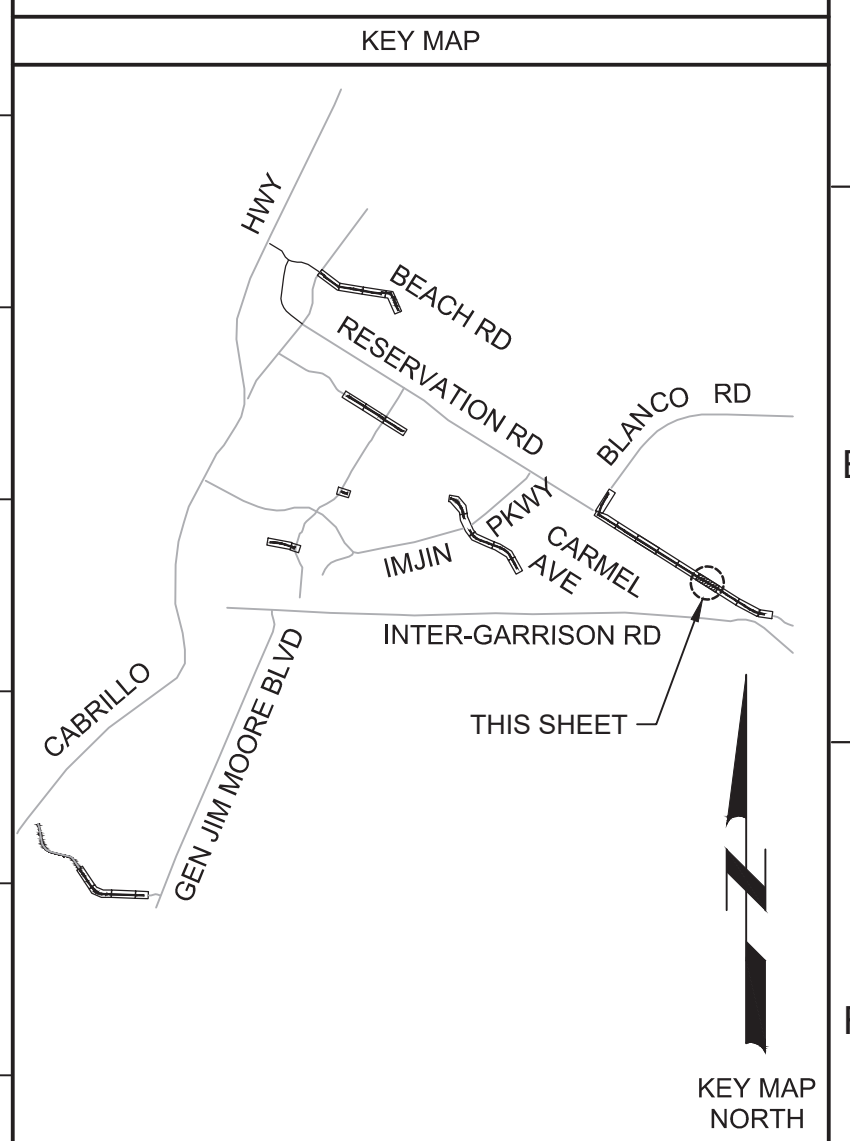 KEY MAP
HWY
BEACH RD
RESERVATION RD
BLANCO RD
PKWY
IMJIN
CARMEL
AVE
INTER-GARRISON RD
CABRILLO
GEN JIM MOORE BLVD
THIS SHEET
N
KEY MAP
NORTH